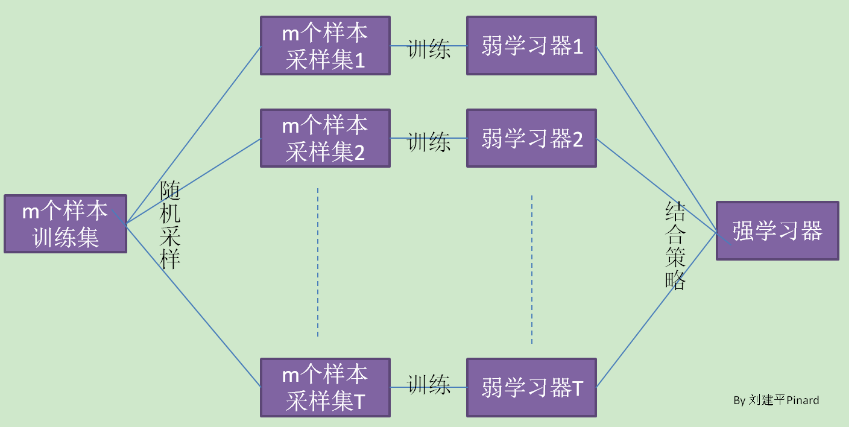 m个样本
采样集1
训练
弱学习器1
m个样本
采样集2
训练
弱学习器2
m个样本
训练集
随机采样
结合策略
强学习器
m个样本
采样集T
训练
弱学习器T
By 刘建平Pinard